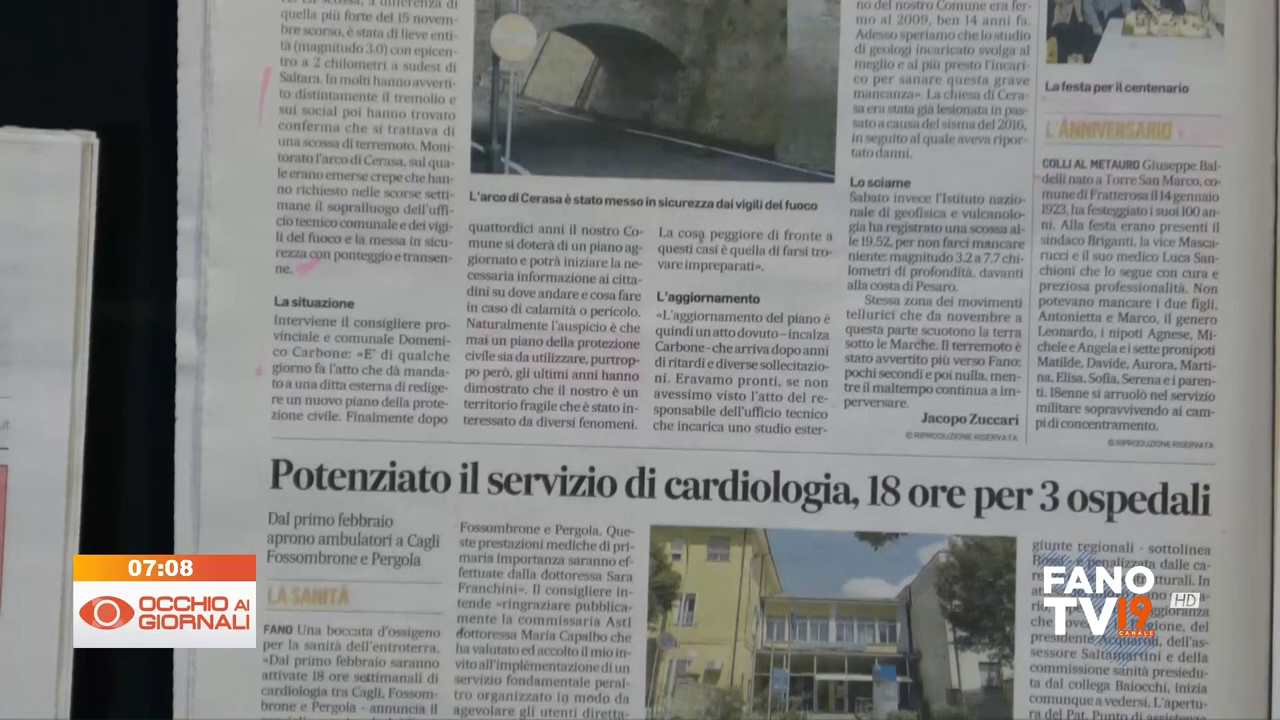 quella più forte del 15 novem-
bre scorso, è stata di lieve enti-
tà (magnitudo 3.0) con epicen-
tro a 2 chilometri a sudest di
Saltara. In molti hanno avverti-
to distintamente il tremolio e
sui social poi hanno trovato
conferma che si trattava di
una scossa di terremoto. Moni-
torato l'arco di Cerasa, sul qua-
le erano emerse crepe che han-
no richiesto nelle scorse setti-
mane il sopralluogo dell'uffi-
cio tecnico comunale e dei vigi-
li del fuoco e la messa in sicu-
rezza con ponteggio e transen-
ne.
La situazione
Interviene il consigliere pro-
vinciale e comunale Domeni-
co Carbone: «E' di qualche
giorno fa l'atto che dà manda-
to a una ditta esterna di redige-
re un nuovo piano della prote-
zione civile. Finalmente dopo
L'arco di Cerasa è stato messo in sicurezza dai vigili del fuoco
quattordici anni il nostro Co-
mune si doterà di un piano ag-
giornato e potrà iniziare la ne-
cessaria informazione ai citta-
dini su dove andare e cosa fare
in caso di calamità o pericolo.
Naturalmente l'auspicio è che
mai un piano della protezione
civile sia da utilizzare, purtrop-
po però, gli ultimi anni hanno
dimostrato che il nostro è un
territorio fragile che è stato in-
teressato da diversi fenomeni.
La cosa peggiore di fronte a
questi casi è quella di farsi tro-
vare impreparati».
L'aggiornamento
«L'aggiornamento del piano è
quindi un atto dovuto – incalza
Carbone – che arriva dopo anni
di ritardi e diverse sollecitazio-
ni. Eravamo pronti, se non
avessimo visto l'atto del re-
sponsabile dell'ufficio tecnico
che incarica uno studio ester-
no del nostro Comune era fer-
mo al 2009, ben 14 anni fa.
Adesso speriamo che lo studio
di geologi incaricato svolga al
meglio e al più presto l'incari-
co per sanare questa grave
mancanza». La chiesa di Cera-
sa era stata già lesionata in pas-
sato a causa del sisma del 2016,
in seguito al quale aveva ripor-
tato danni.
Lo sciame
Sabato invece l'Istituto nazio-
nale di geofisica e vulcanolo-
gia ha registrato una scossa al-
le 19.52, per non farci mancare
niente: magnitudo 3.2 a 7.7 chi-
lometri di profondità, davanti
alla costa di Pesaro.
Stessa zona dei movimenti
tellurici che da novembre a
questa parte scuotono la terra
sotto le Marche. Il terremoto è
stato avvertito più verso Fano:
pochi secondi e poi nulla, men-
tre il maltempo continua a im-
perversare.
Jacopo Zuccari
© RIPRODUZIONE RISERVATA
La festa per il centenario
L'ANNIVERSARIO
COLLI AL METAURO Giuseppe Bal-
delli nato a Torre San Marco, co-
mune di Fratterosa il 14 gennaio
1923, ha festeggiato i suoi 100 an-
ni. Alla festa erano presenti il
sindaco Briganti, la vice Masca-
rucci e il suo medico Luca San-
chioni che lo segue con cura e
preziosa professionalità. Non
potevano mancare i due figli,
Antonietta e Marco, il genero
Leonardo, i nipoti Agnese, Mi-
chele e Angela e i sette pronipoti
Matilde, Davide, Aurora, Marti-
na, Elisa, Sofia, Serena e i paren-
ti. 18enne si arruolò nel servizio
militare sopravvivendo ai cam-
pi di concentramento.
© RIPRODUZIONE RISERVATA
Potenziato il servizio di cardiologia, 18 ore per 3 ospedali
Dal primo febbraio
aprono ambulatori a Cagli
Fossombrone e Pergola
LA SANITÀ
FANO Una boccata d'ossigeno
per la sanità dell'entroterra.
«Dal primo febbraio saranno
attivate 18 ore settimanali di
cardiologia tra Cagli, Fossom-
brone e Pergola - annuncia il
Fossombrone e Pergola. Que-
ste prestazioni mediche di pri-
maria importanza saranno ef-
fettuate dalla dottoressa Sara
Franchini». Il consigliere in-
tende «ringraziare pubblica-
mente la commissaria Ast1
dottoressa Maria Capalbo che
ha valutato ed accolto il mio in-
vito all'implementazione di un
servizio fondamentale peral-
tro organizzato in modo da
agevolare gli utenti diretta-
giunte regionali - sottolinea
penalizzata dalle ca-
turali. In
che
gione, del
presidente Acquaroli, dell'as-
sessore Saltamartini e della
commissione sanità presiedu-
ta dal collega Baiocchi, inizia
comunque a vedersi. L'apertu-
ra del Pat, Punto di assistenza
07:08
OCCHIO AI
GIORNALI
FANO
TV19 HD
CANALE